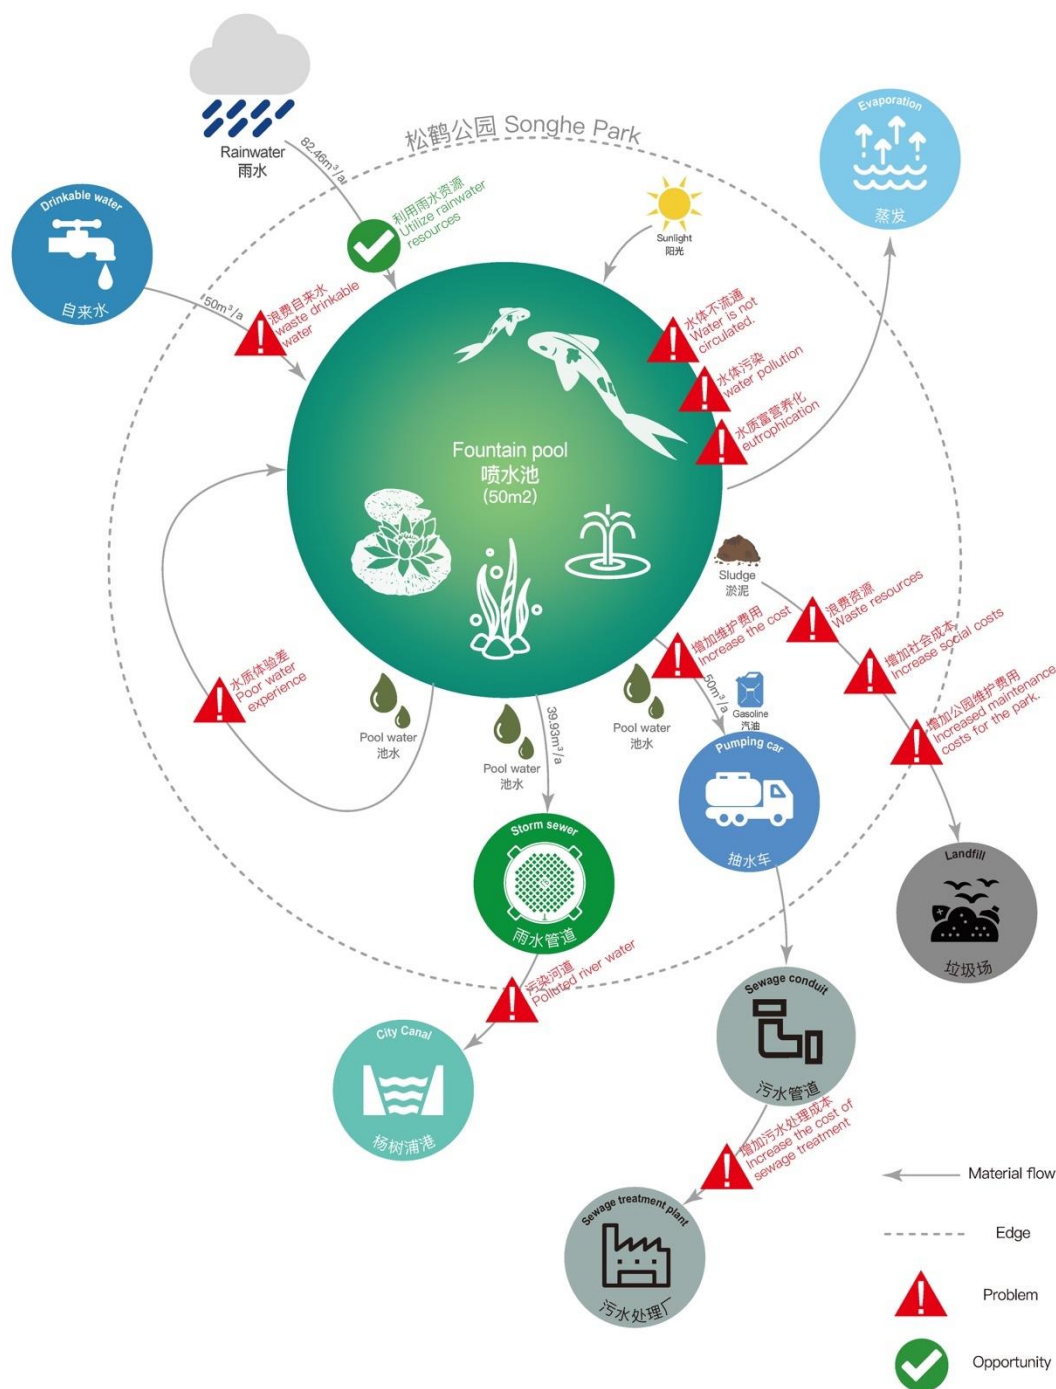 松鹤公园 Songhe Park
Rainwater
雨水
82.46m³/a
利用雨水资源
Utilize rainwater
resources
Drinkable water
自来水
50m³/a
浪费自来水
waste drinkable
water
Sunlight
阳光
Evaporation
蒸发
水体不流通
Water is not
circulated.
水体污染
water pollution
水质富营养化
eutrophication
Fountain pool
喷水池
(50m2)
Sludge
淤泥
浪费资源
Waste resources
增加社会成本
Increase social costs
增加公园维护费用
Increased maintenance
costs for the park.
增加维护费用
Increase the cost
50m³/a
Gasoline
汽油
水质体验差
Poor water
experience
Pool water
池水
Pool water
池水
Pool water
池水
39.93m³/a
Pumping car
抽水车
Storm sewer
雨水管道
Landfill
垃圾场
污染河道
Polluted river water
City Canal
杨树浦港
Sewage conduit
污水管道
增加污水处理成本
Increase the cost of
sewage treatment
Sewage treatment plant
污水处理厂
Material flow
Edge
Problem
Opportunity